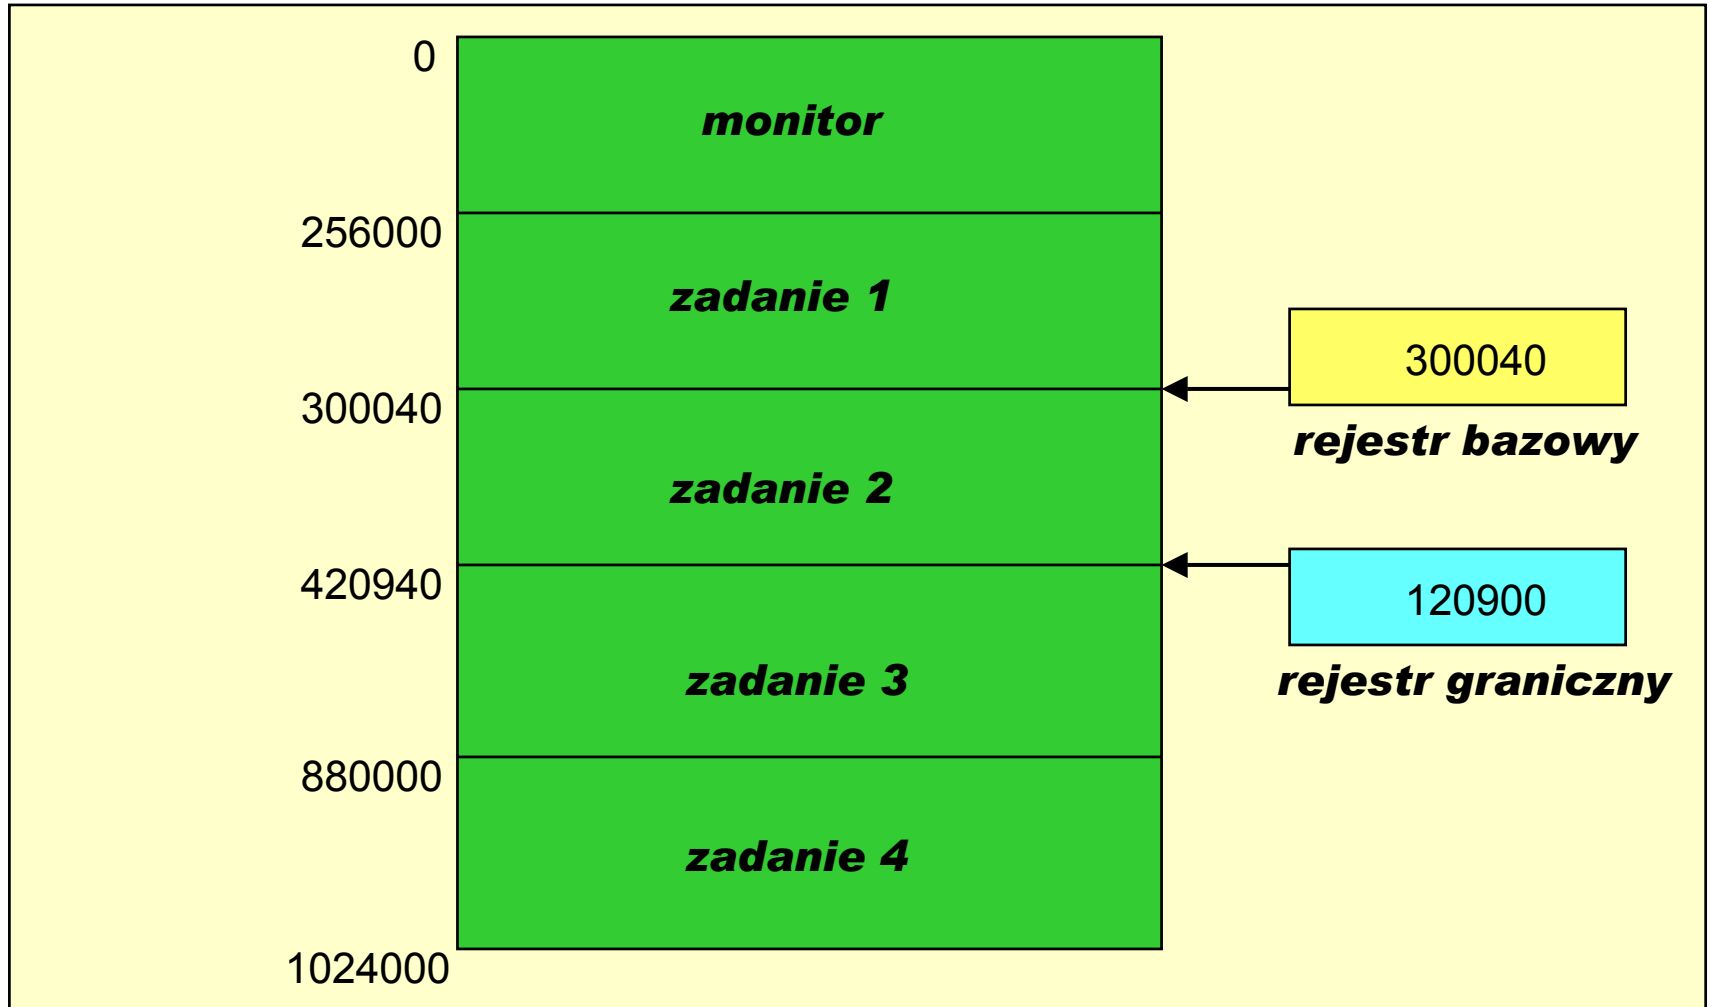 0
monitor
256000
zadanie 1
300040
300040
rejestr bazowy
zadanie 2
420940
120900
rejestr graniczny
zadanie 3
880000
zadanie 4
1024000